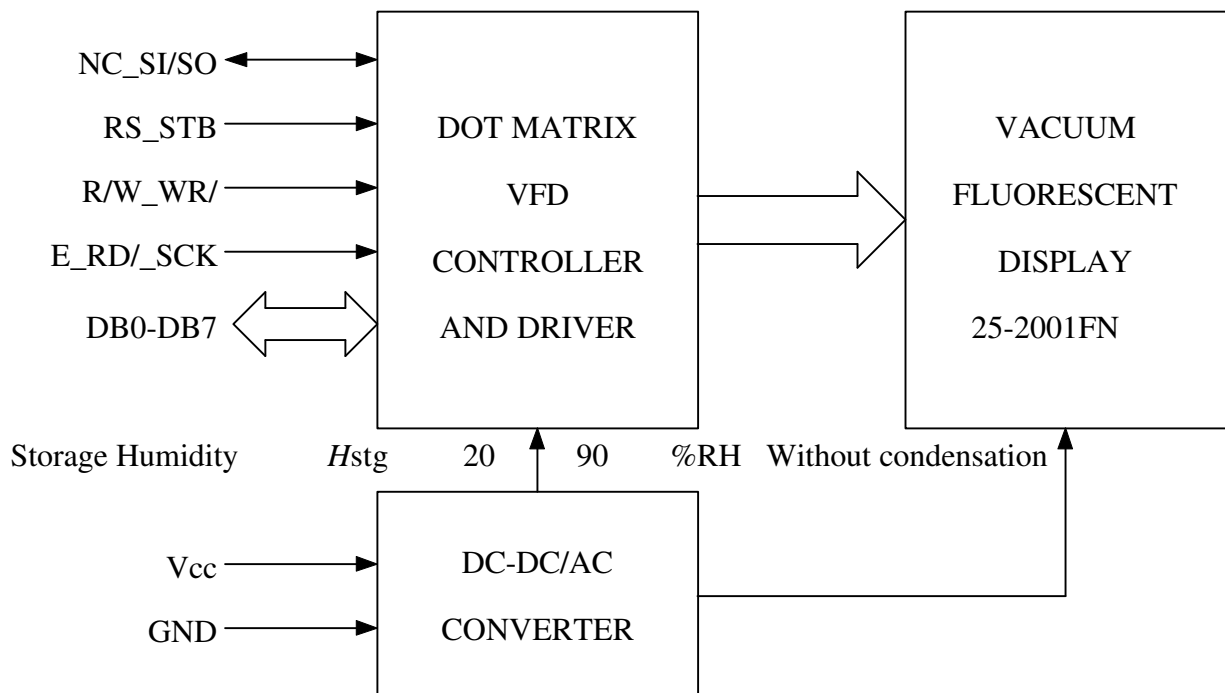 NC_SI/SO
RS_STB
R/W_WR/
E_RD/_SCK
DB0-DB7
DOT MATRIX
VFD
CONTROLLER
AND DRIVER
VACUUM
FLUORESCENT
DISPLAY
25-2001FN
Storage Humidity Hstg 20 90 %RH Without condensation
Vcc
GND
DC-DC/AC
CONVERTER